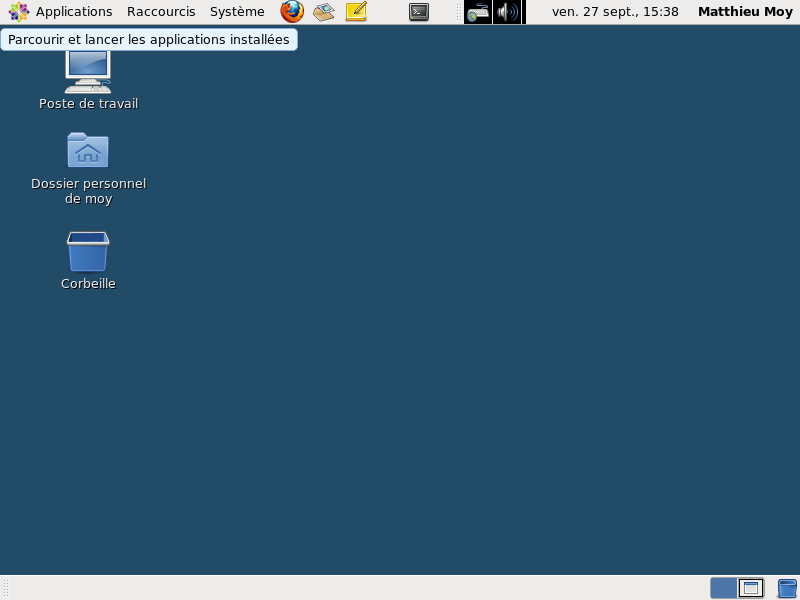 Applications Raccourcis Système ven. 27 sept., 15:38 Matthieu Moy
Parcourir et lancer les applications installées
Poste de travail
Dossier personnel
de moy
Corbeille